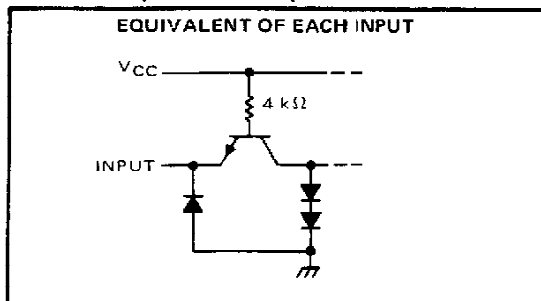 EQUIVALENT OF EACH INPUT
VCC
4 kΩ
INPUT